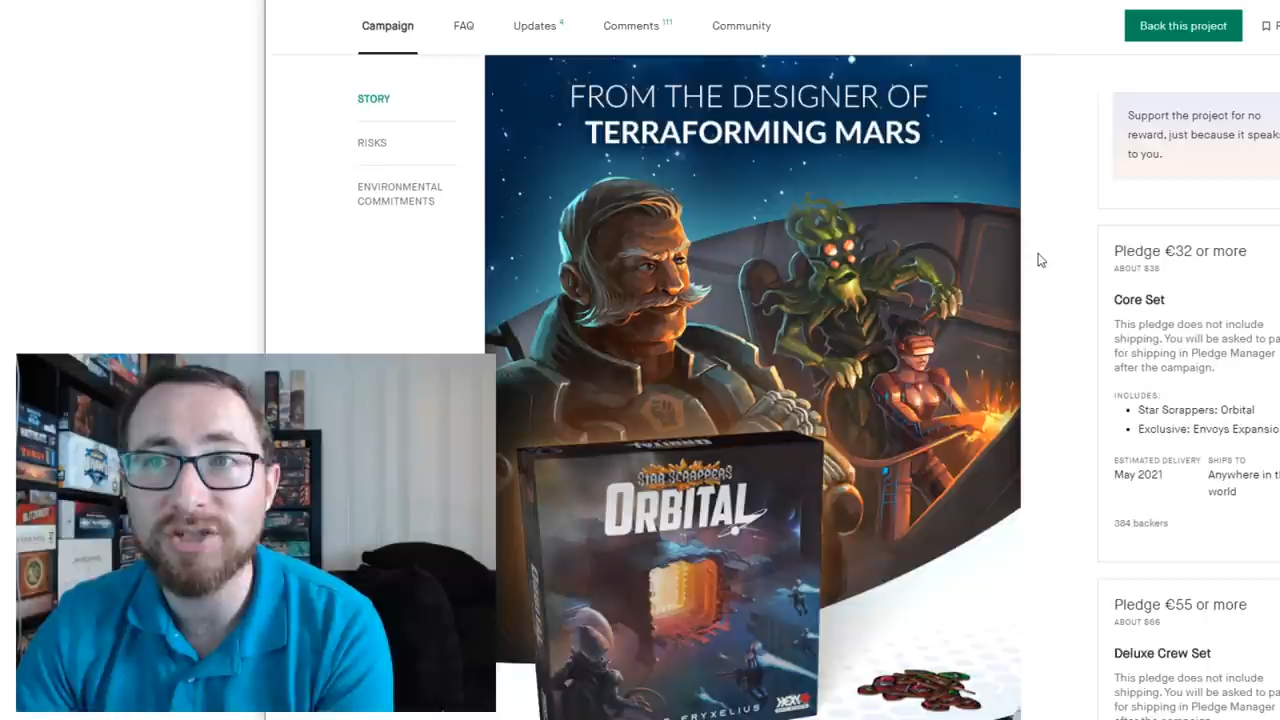 Campaign
FAQ
Updates 4
Comments 111
Community
Back this project
STORY
RISKS
ENVIRONMENTAL
COMMITMENTS
FROM THE DESIGNER OF
TERRAFORMING MARS
STAR SCRAPPERS
ORBITAL
FRYXELIUS
Support the project for no
reward, just because it speaks
to you.
Pledge €32 or more
ABOUT $38
Core Set
This pledge does not include
shipping. You will be asked to pa
for shipping in Pledge Manager
after the campaign.
INCLUDES:
• Star Scrappers: Orbital
• Exclusive: Envoys Expansio
ESTIMATED DELIVERY SHIPS TO
May 2021 Anywhere in th
world
384 backers
Pledge €55 or more
ABOUT $66
Deluxe Crew Set
This pledge does not include
shipping. You will be asked to pa
for shipping in Pledge Manager